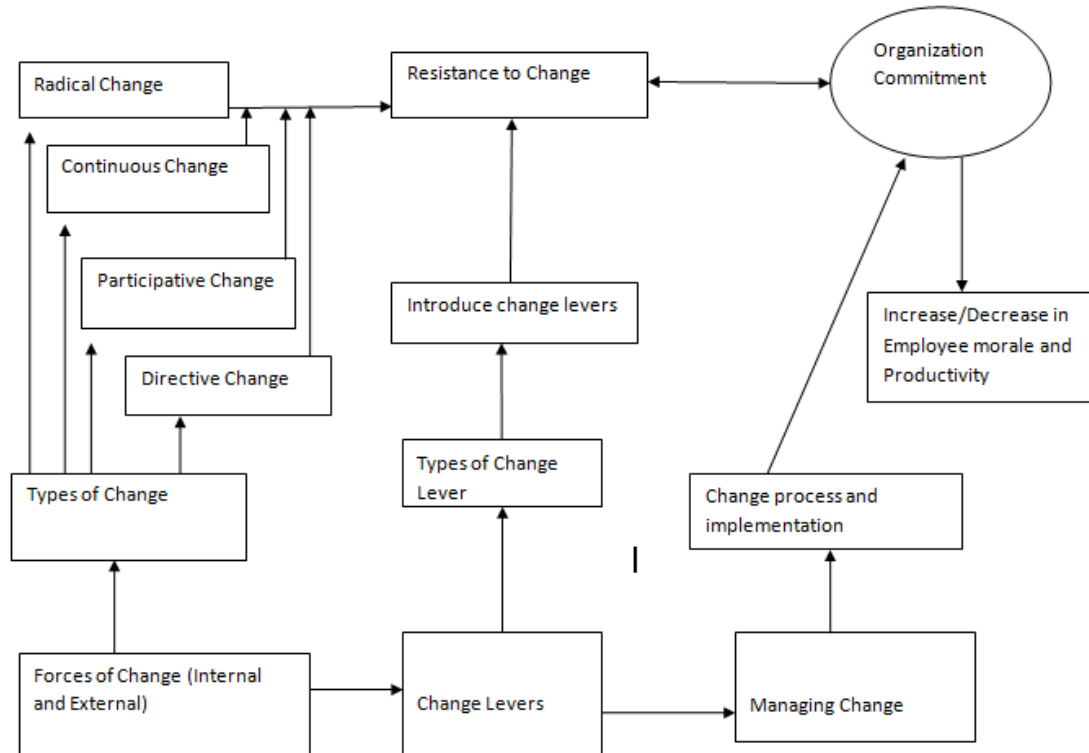 Radical Change
Resistance to Change
Organization
Commitment
Continuous Change
Participative Change
Introduce change levers
Increase/Decrease in
Employee morale and
Productivity
Directive Change
Types of Change
Types of Change
Lever
Change process and
implementation
Forces of Change (Internal
and External)
Change Levers
Managing Change